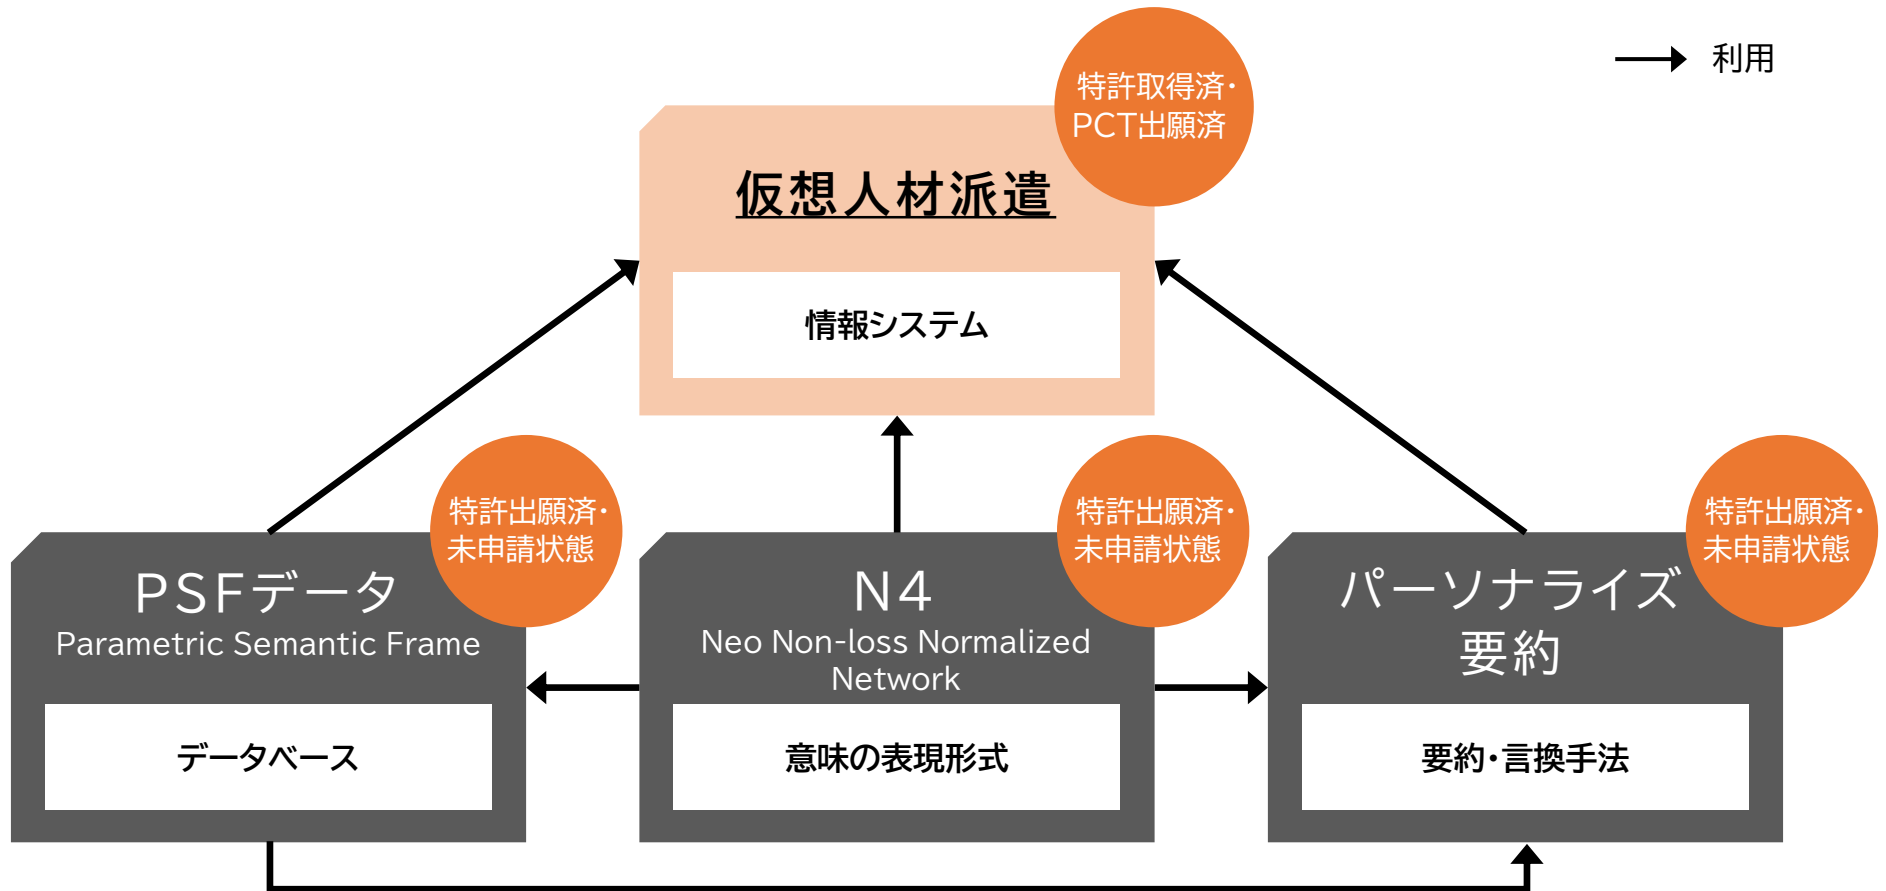 利用
特許取得済・
PCT出願済
仮想人材派遣
情報システム
特許出願済・
未申請状態
PSFデータ
Parametric Semantic Frame
データベース
特許出願済・
未申請状態
N4
Neo Non-loss Normalized
Network
意味の表現形式
特許出願済・
未申請状態
パーソナライズ
要約
要約・言換手法